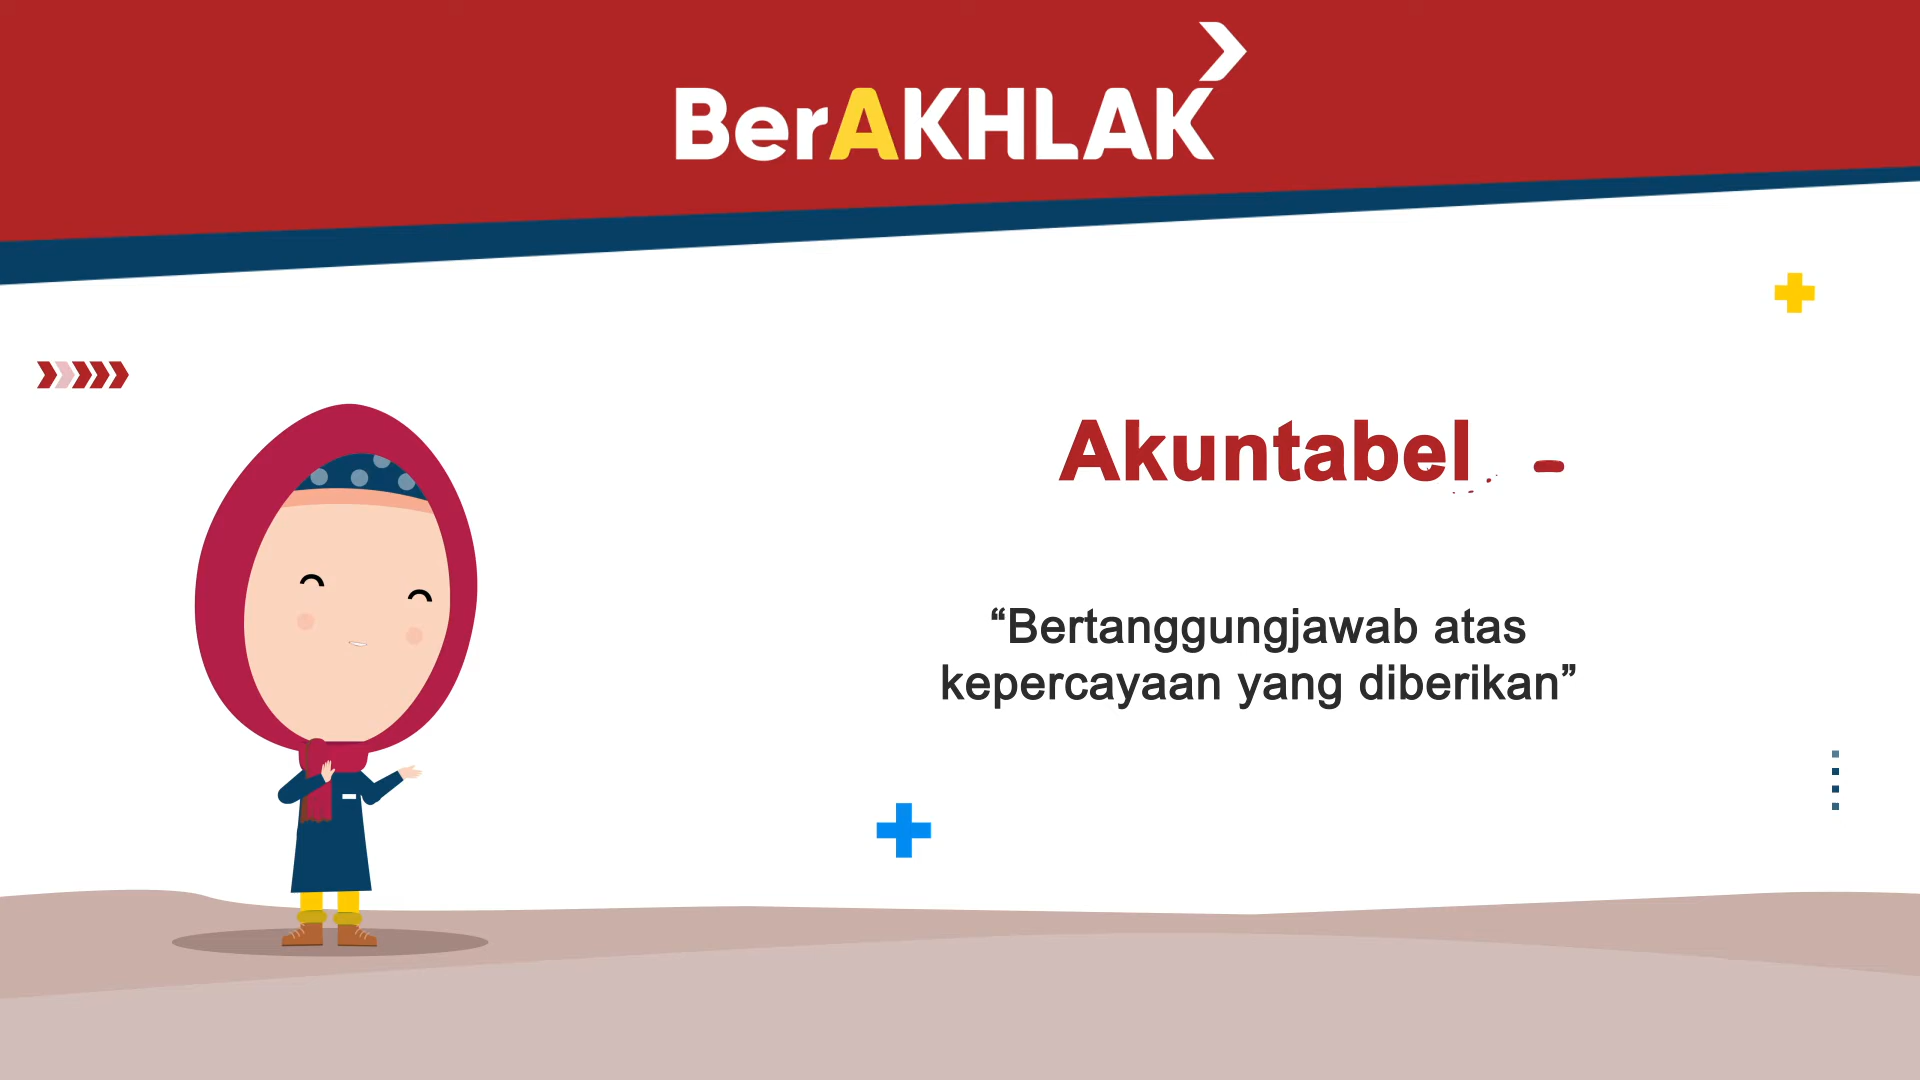 BerAKHLAK
Akuntabel
“Bertanggungjawab atas
kepercayaan yang diberikan”